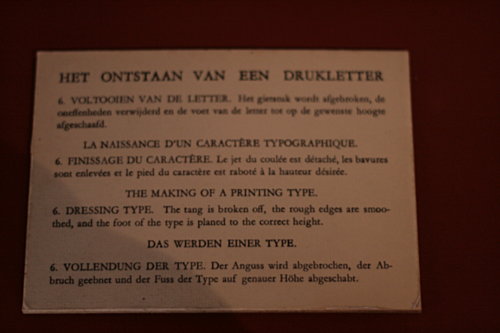 HET ONTSTAAN VAN EEN DRUKLETTER
6. VOLTOOIEN VAN DE LETTER. Het gietstuk wordt afgebroken, de
oneffenheden verwijderd en de voet van de letter tot op de gewenste hoogte
afgeschaafd.
LA NAISSANCE D'UN CARACTÈRE TYPOGRAPHIQUE.
6. FINISSAGE DU CARACTÈRE. Le jet du coulée est détaché, les bavures
sont enlevées et le pied du caractère est raboté à la hauteur désirée.
THE MAKING OF A PRINTING TYPE.
6. DRESSING TYPE. The tang is broken off, the rough edges are smoo-
thed, and the foot of the type is planed to the correct height.
DAS WERDEN EINER TYPE.
6. VOLLENDUNG DER TYPE. Der Anguss wird abgebrochen, der Ab-
bruch geebnet und der Fuss der Type auf genauer Höhe abgeschabt.